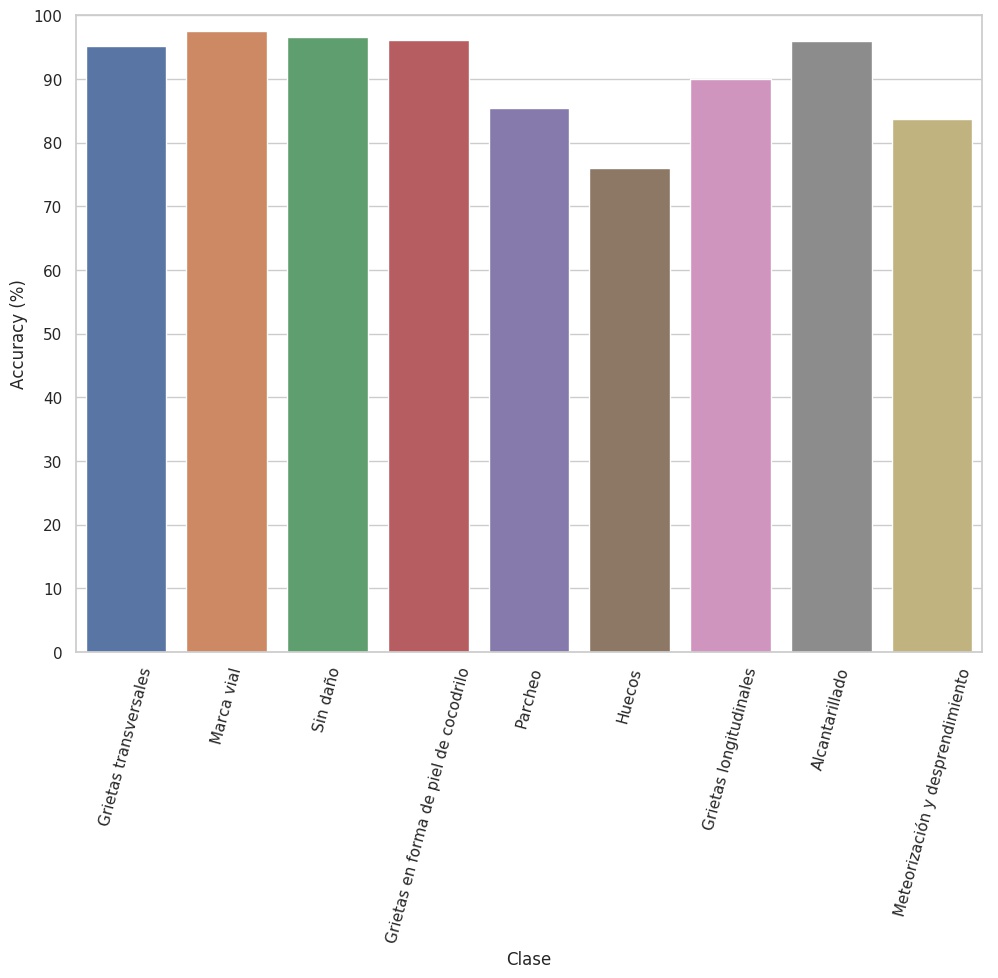 100
90
80
70
60
50
40
30
20
10
0
Accuracy (%)
Grietas transversales
Marca vial
Sin daño
Grietas en forma de piel de cocodrilo
Parcheo
Huecos
Grietas longitudinales
Alcantarillado
Meteorización y desprendimiento
Clase